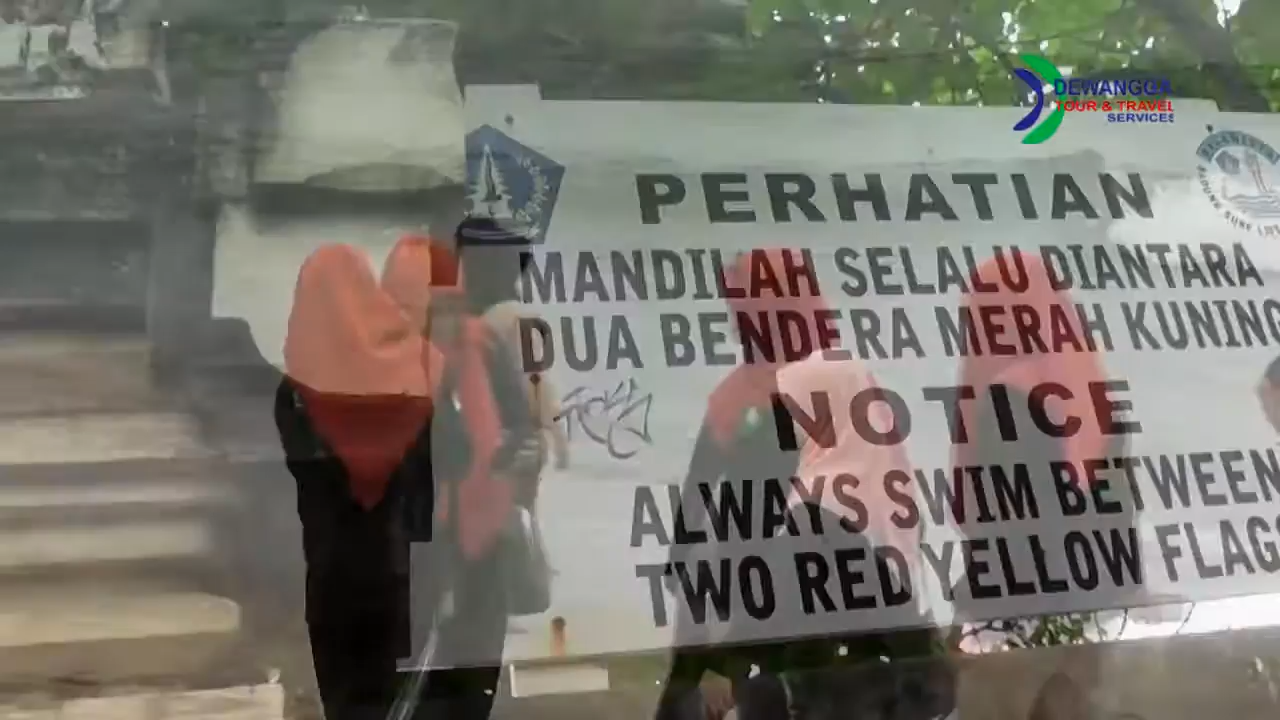 DEWANGGA
TOUR & TRAVEL
SERVICES
PERHATIAN
MANDILAH SELALU DIANTARA
DUA BENDERA MERAH KUNING
NOTICE
ALWAYS SWIM BETWEEN
TWO RED YELLOW FLAGS